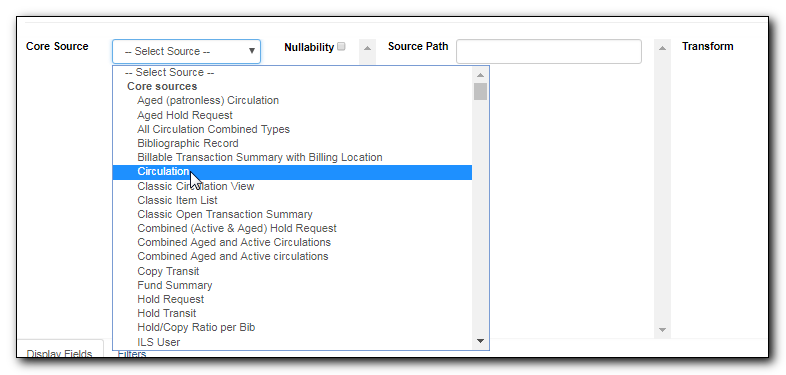 Core Source
-- Select Source --
Nullability
Source Path
Transform
-- Select Source --
Core sources
Aged (patronless) Circulation
Aged Hold Request
All Circulation Combined Types
Bibliographic Record
Billable Transaction Summary with Billing Location
Circulation
Classic Circulation View
Classic Item List
Classic Open Transaction Summary
Combined (Active & Aged) Hold Request
Combined Aged and Active Circulations
Combined Aged and Active circulations
Copy Transit
Fund Summary
Hold Request
Hold Transit
Hold/Copy Ratio per Bib
ILS User
Display Fields
Filters